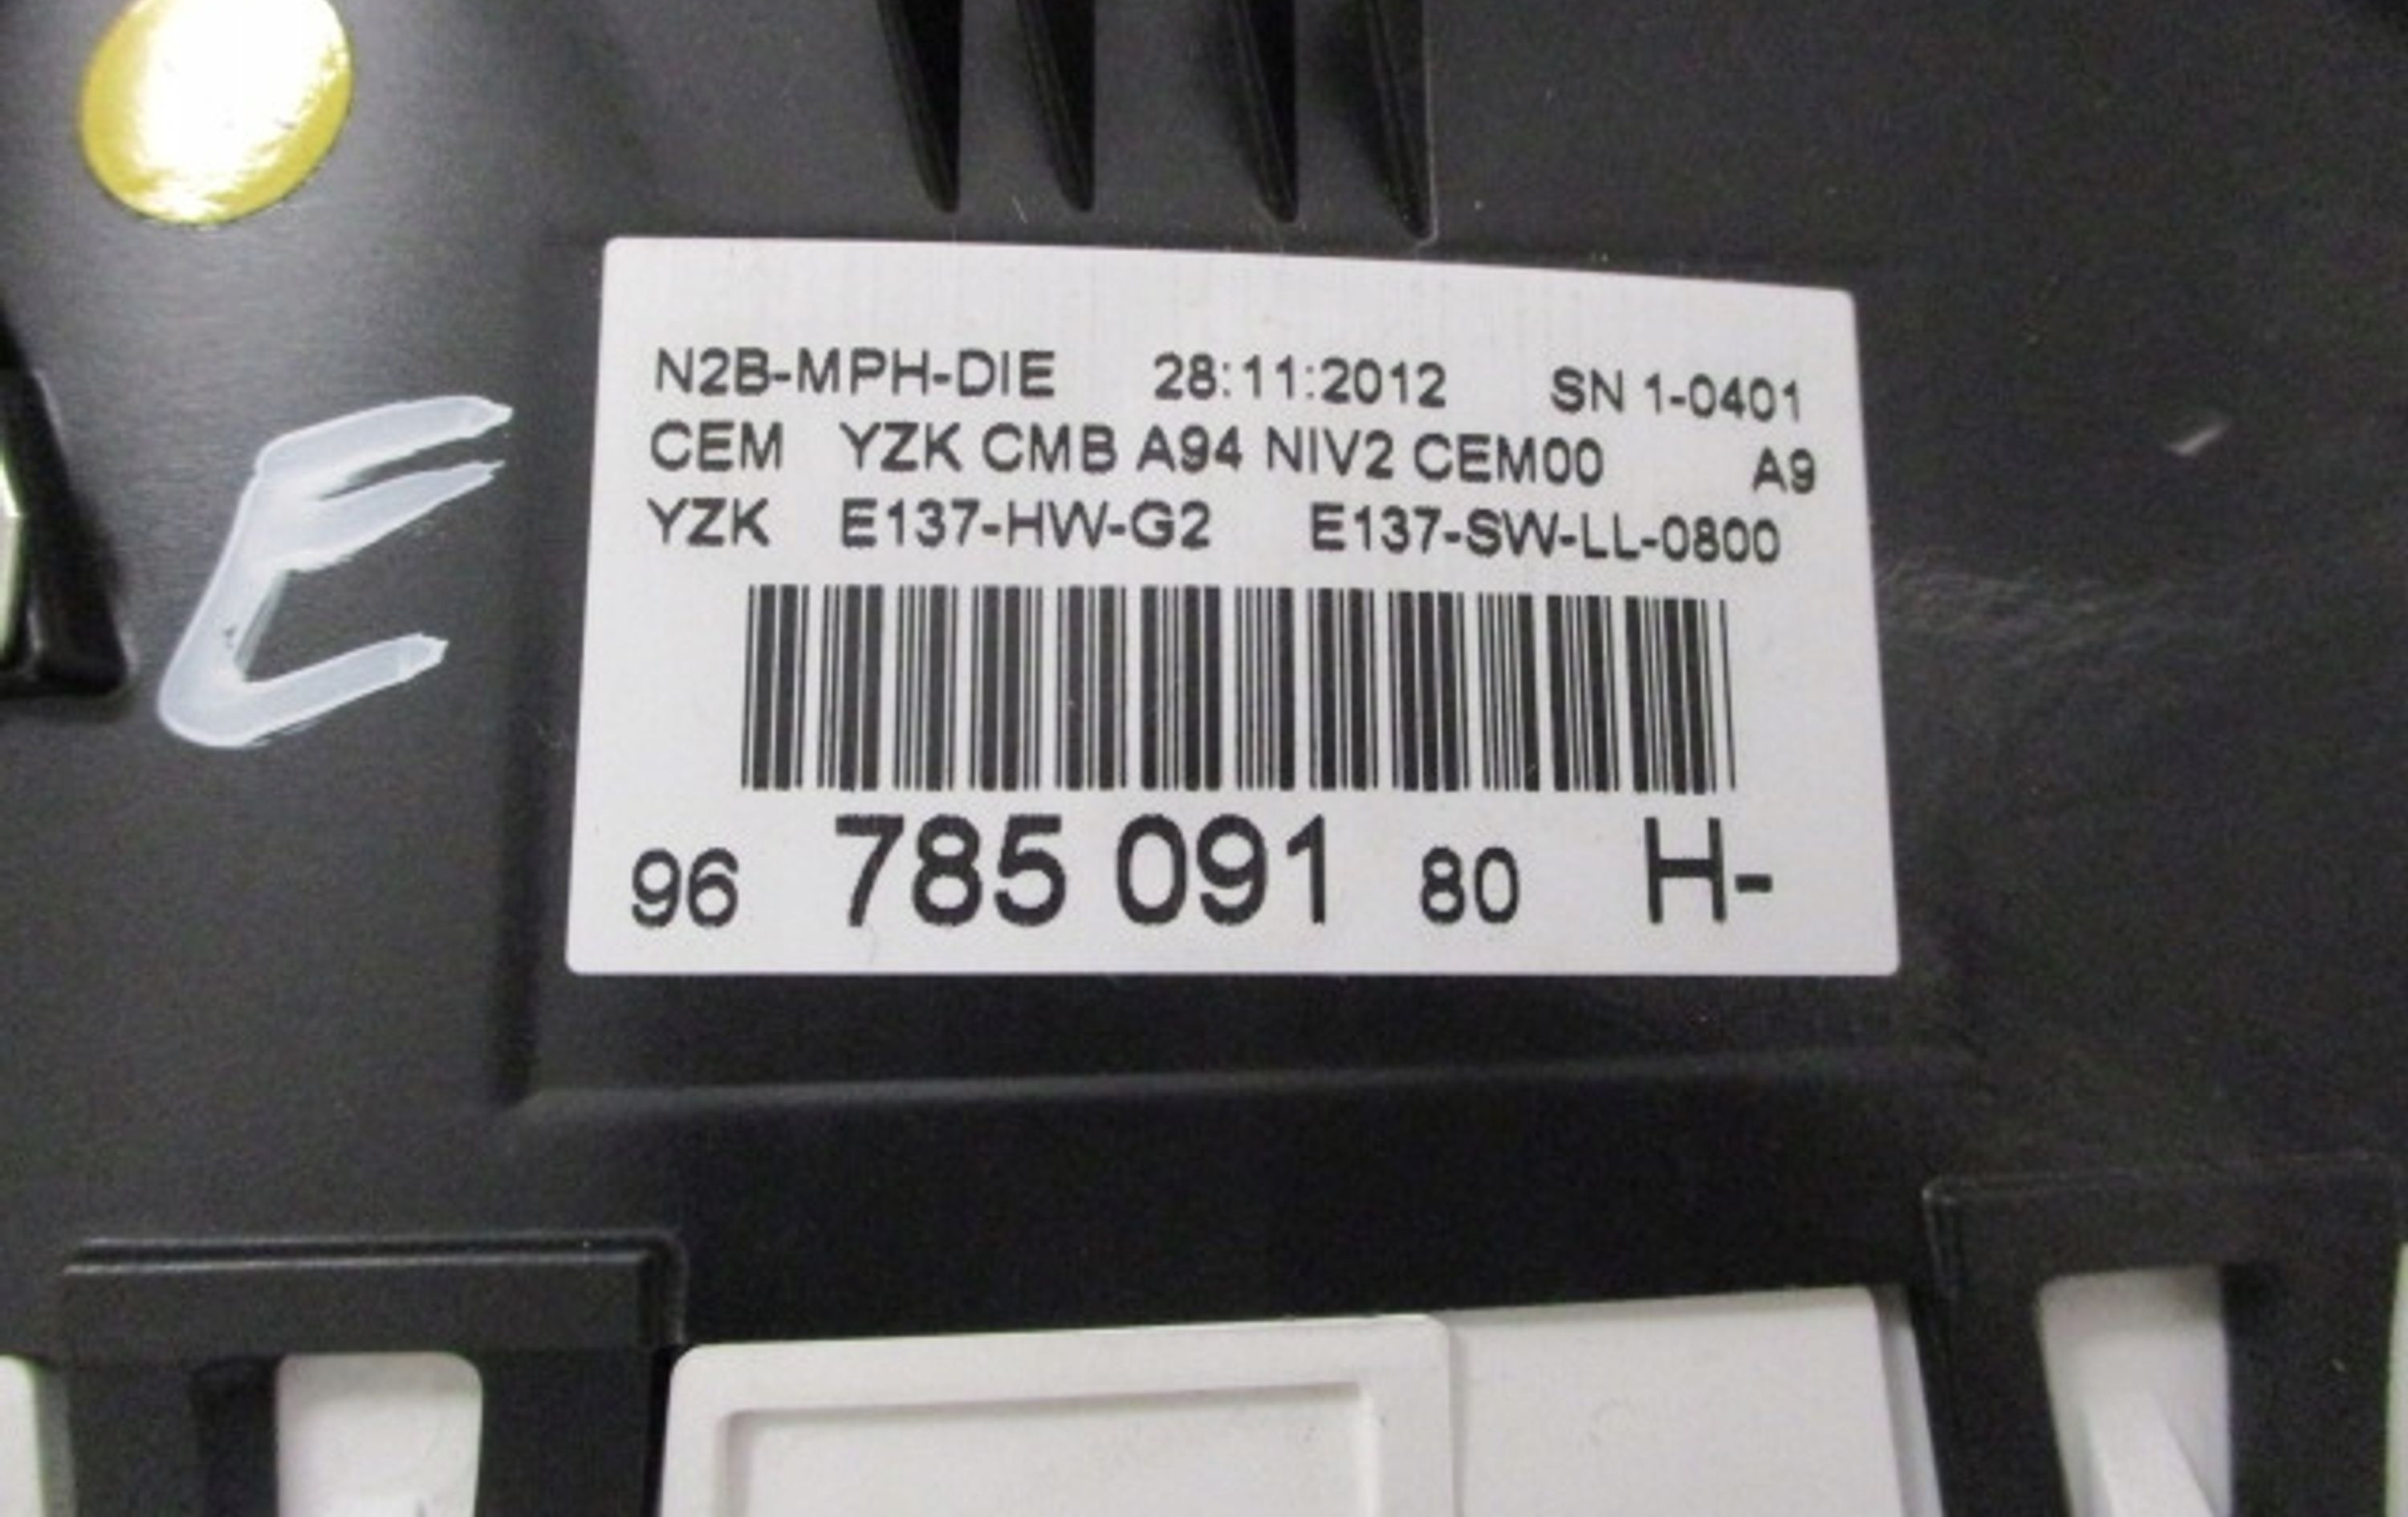 N2B-MPH-DIE 28:11:2012 SN 1-0401
CEM YZK CMB A94 NIV2 CEM00 A9
YZK E137-HW-G2 E137-SW-LL-0800
96 785 091 80 H-
E